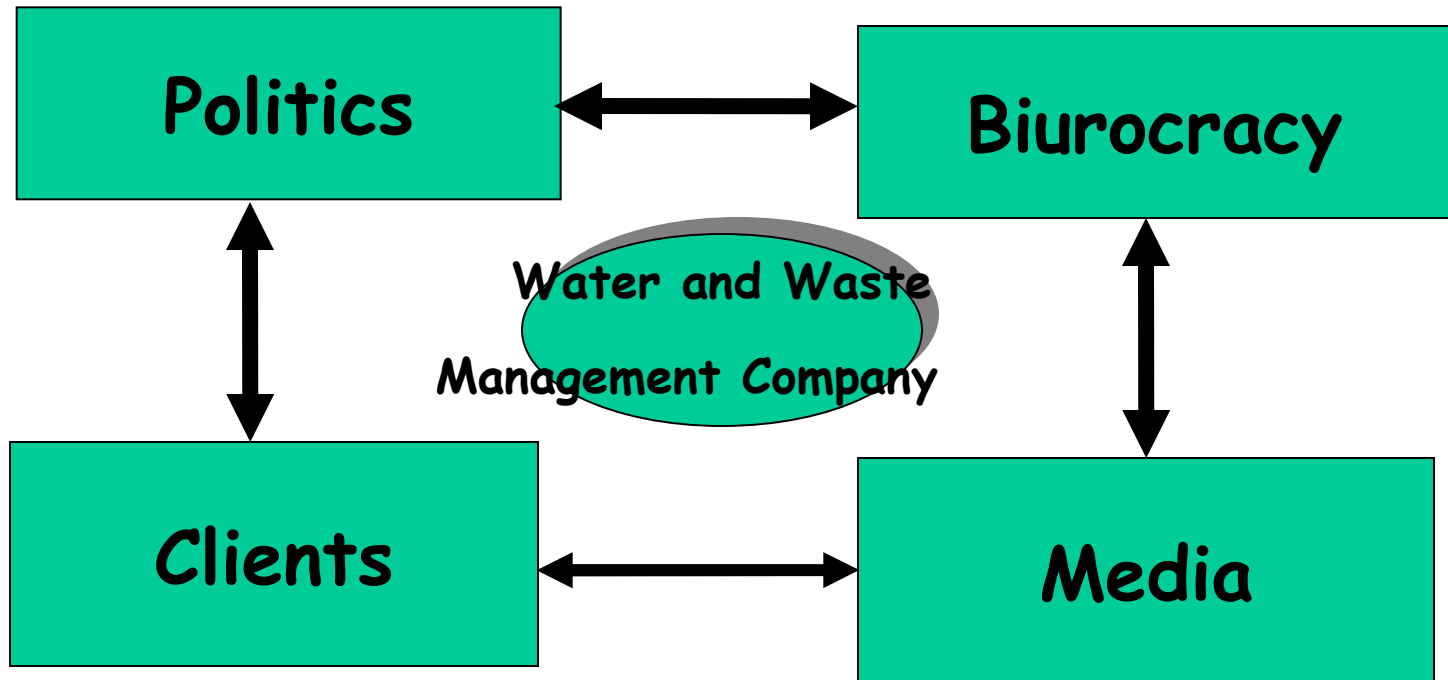 Politics
Biurocracy
Water and Waste
Management Company
Clients
Media